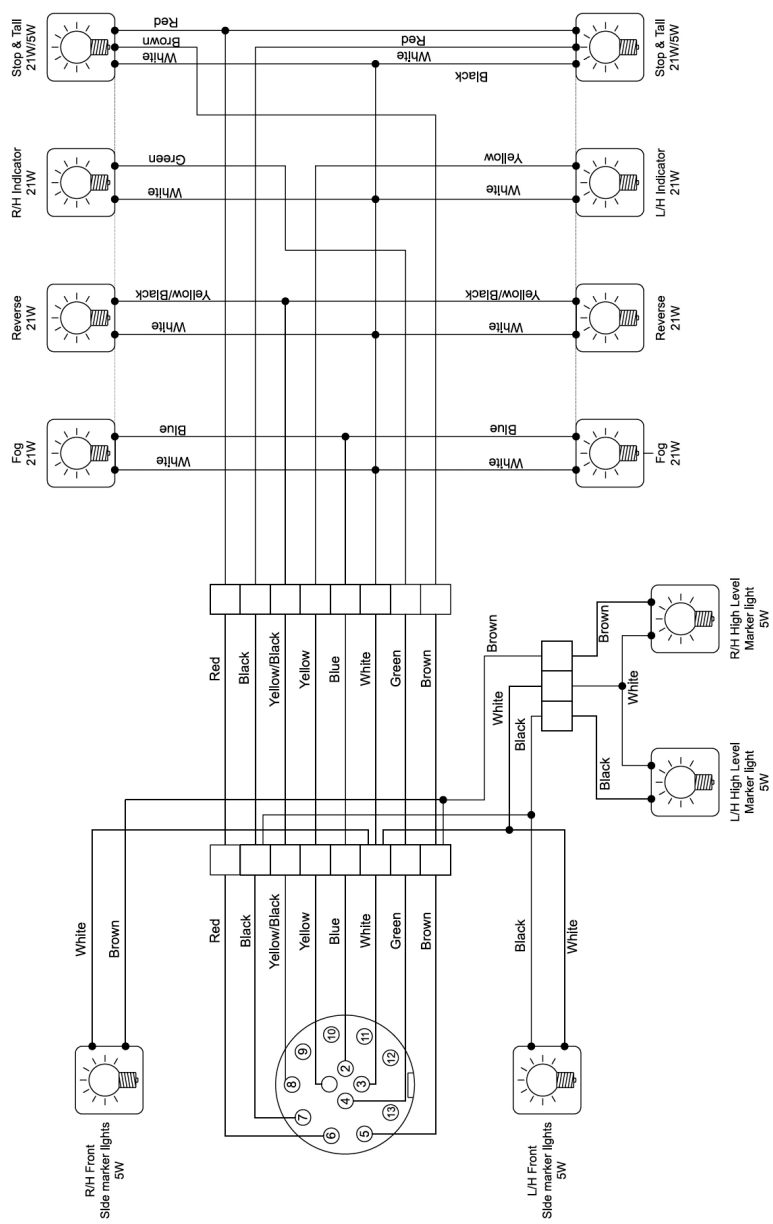 Stop & Tail
21W/5W
Red
Brown
White
Red
White
Black
Stop & Tail
21W/5W
R/H Indicator
21W
Green
White
Yellow
White
L/H Indicator
21W
Reverse
21W
Yellow/Black
White
Yellow/Black
White
Reverse
21W
Fog
21W
Blue
White
Blue
White
Fog
21W
Red
Black
Yellow/Black
Yellow
Blue
White
Green
Brown
Brown
White
Black
Brown
White
Black
R/H High Level
Marker light
5W
L/H High Level
Marker light
5W
White
Brown
Red
Black
Yellow/Black
Yellow
Blue
White
Green
Brown
Black
White
10
9
11
8
2
3
12
4
7
13
6
5
R/H Front
Side marker lights
5W
L/H Front
Side marker lights
5W